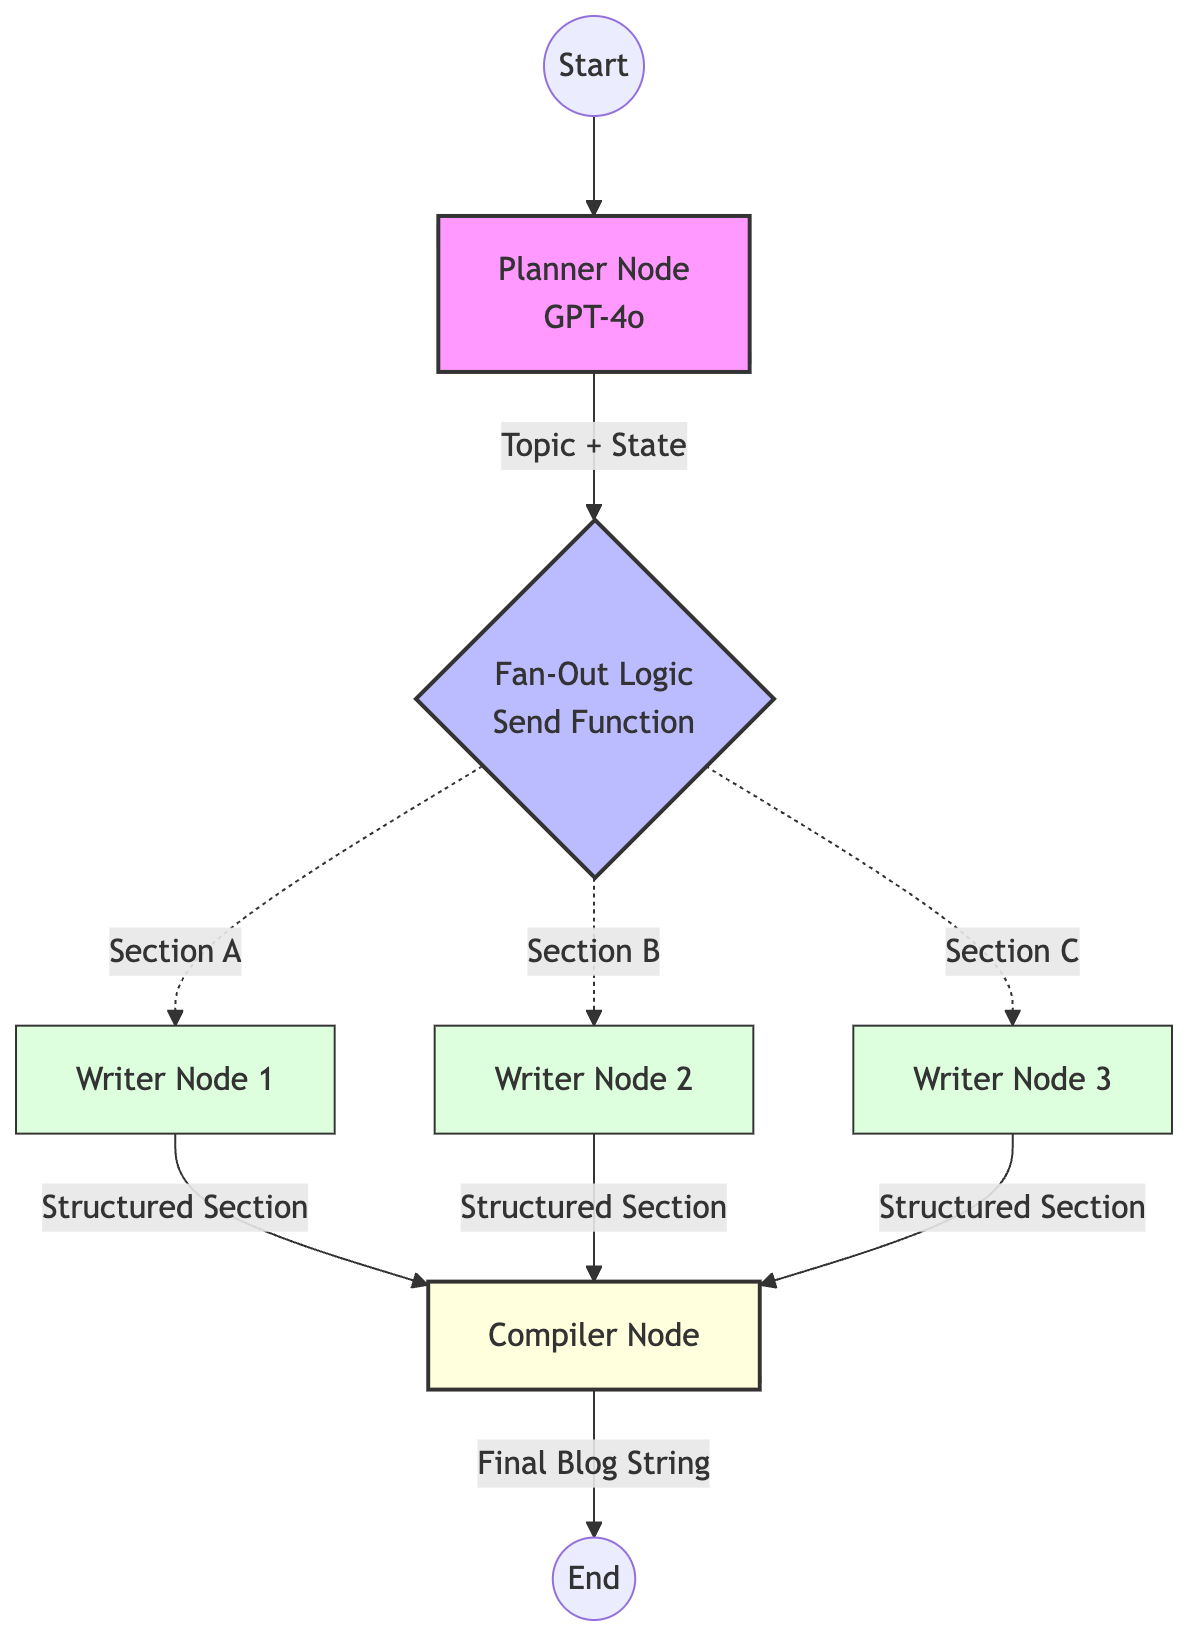 Start
Planner Node
GPT-4o
Topic + State
Fan-Out Logic
Send Function
Section A
Section B
Section C
Writer Node 1
Writer Node 2
Writer Node 3
Structured Section
Structured Section
Structured Section
Compiler Node
Final Blog String
End